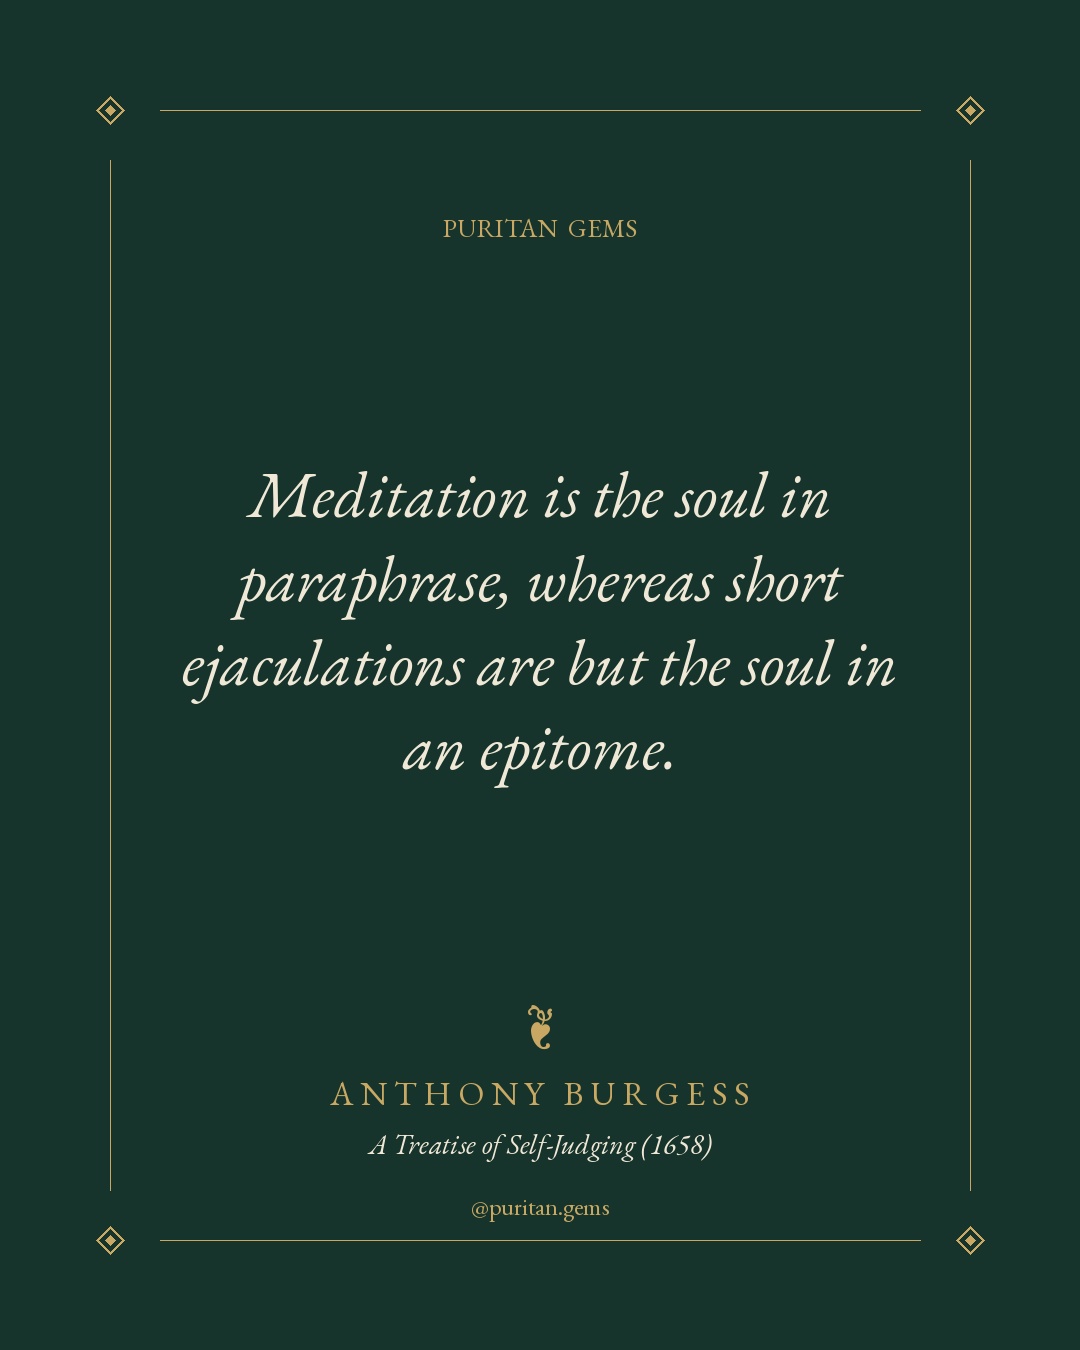 PURITAN GEMS
Meditation is the soul in
paraphrase, whereas short
ejaculations are but the soul in
an epitome.
ANTHONY BURGESS
A Treatise of Self-Judging (1658)
@puritan.gems